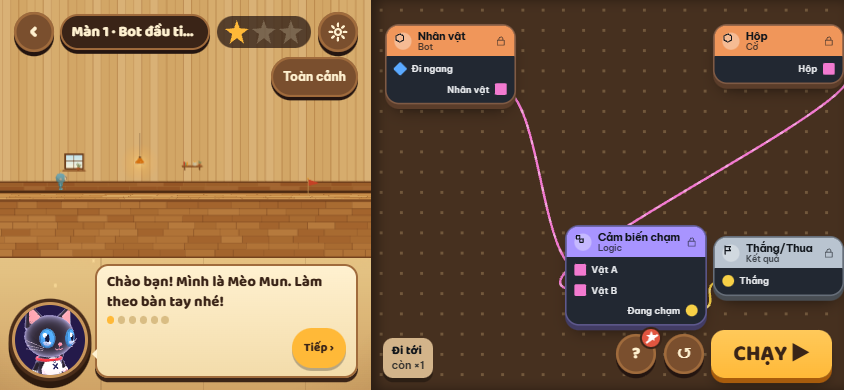 Màn 1 · Bot đầu ti...
Toàn cảnh
Chào bạn! Mình là Mèo Mun. Làm
theo bàn tay nhé!
Tiếp ›
Nhân vật
Bot
Đi ngang
Nhân vật
Hộp
Cờ
Hộp
Cảm biến chạm
Logic
Vật A
Vật B
Đang chạm
Thắng/Thua
Kết quả
Thắng
Đi tới
còn ×1
?
CHẠY